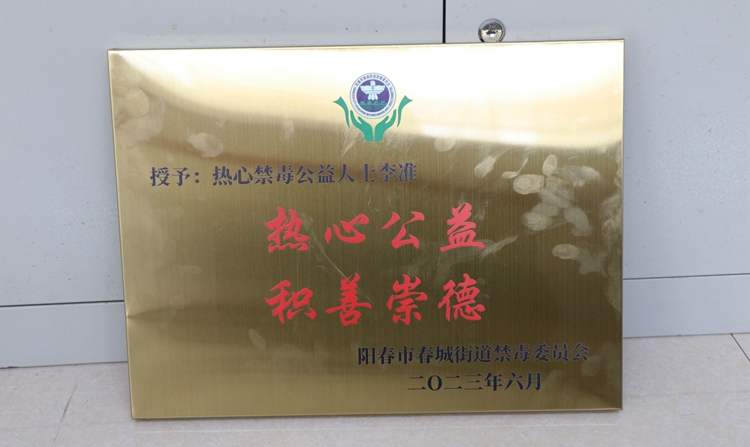 授予：热心禁毒公益人士李准
热心公益
积善崇德
阳春市春城街道禁毒委员会
二〇二三年六月